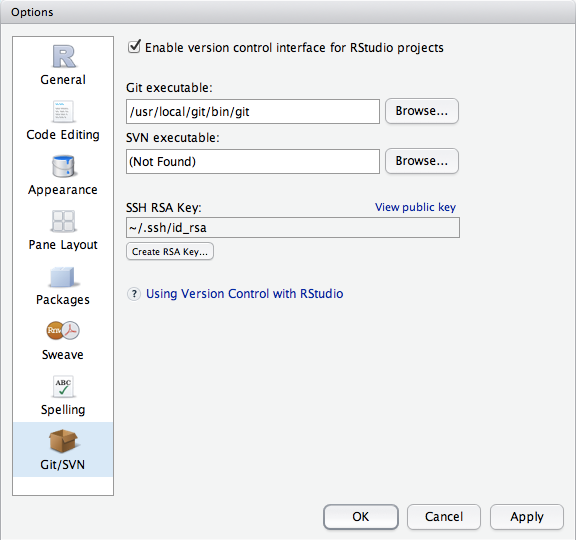 Options
R
General
Code Editing
Appearance
Pane Layout
Packages
Rnw
Sweave
ABC
Spelling
Git/SVN
Enable version control interface for RStudio projects
Git executable:
/usr/local/git/bin/git
Browse...
SVN executable:
(Not Found)
Browse...
SSH RSA Key:
View public key
~/.ssh/id_rsa
Create RSA Key...
? Using Version Control with RStudio
OK
Cancel
Apply